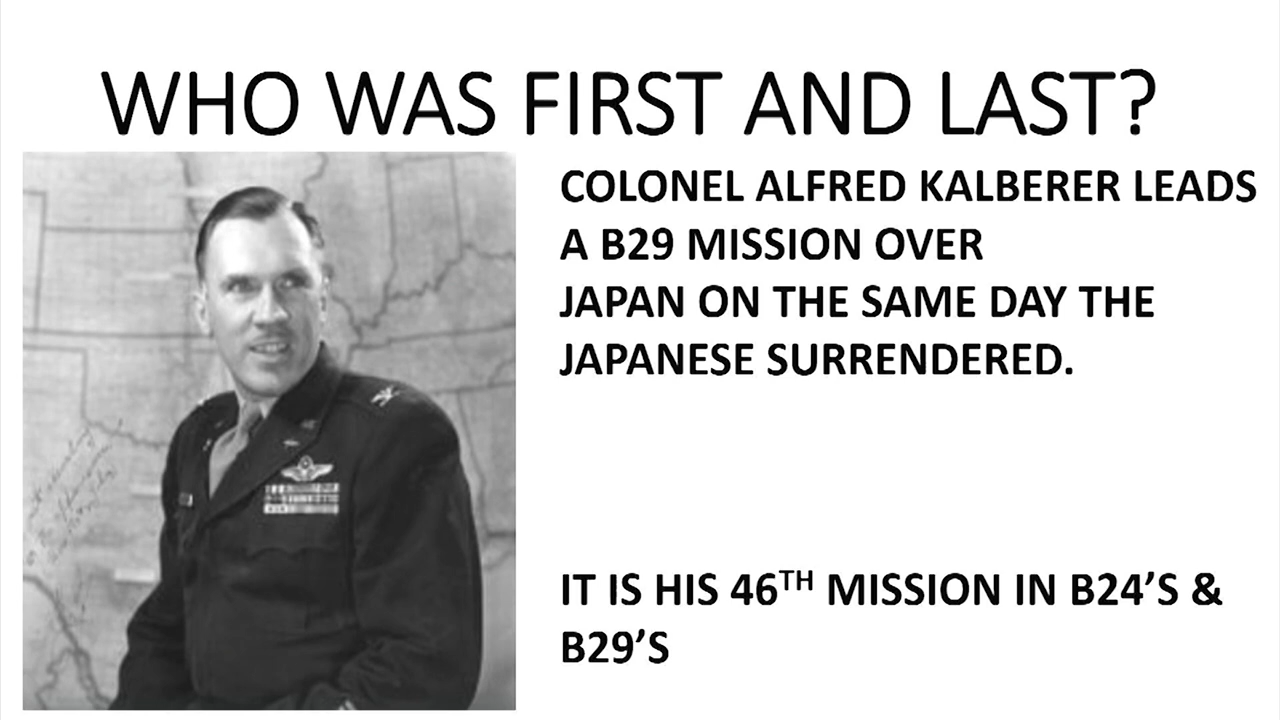 WHO WAS FIRST AND LAST?
COLONEL ALFRED KALBERER LEADS
A B29 MISSION OVER
JAPAN ON THE SAME DAY THE
JAPANESE SURRENDERED.
IT IS HIS 46TH MISSION IN B24’S &
B29’S